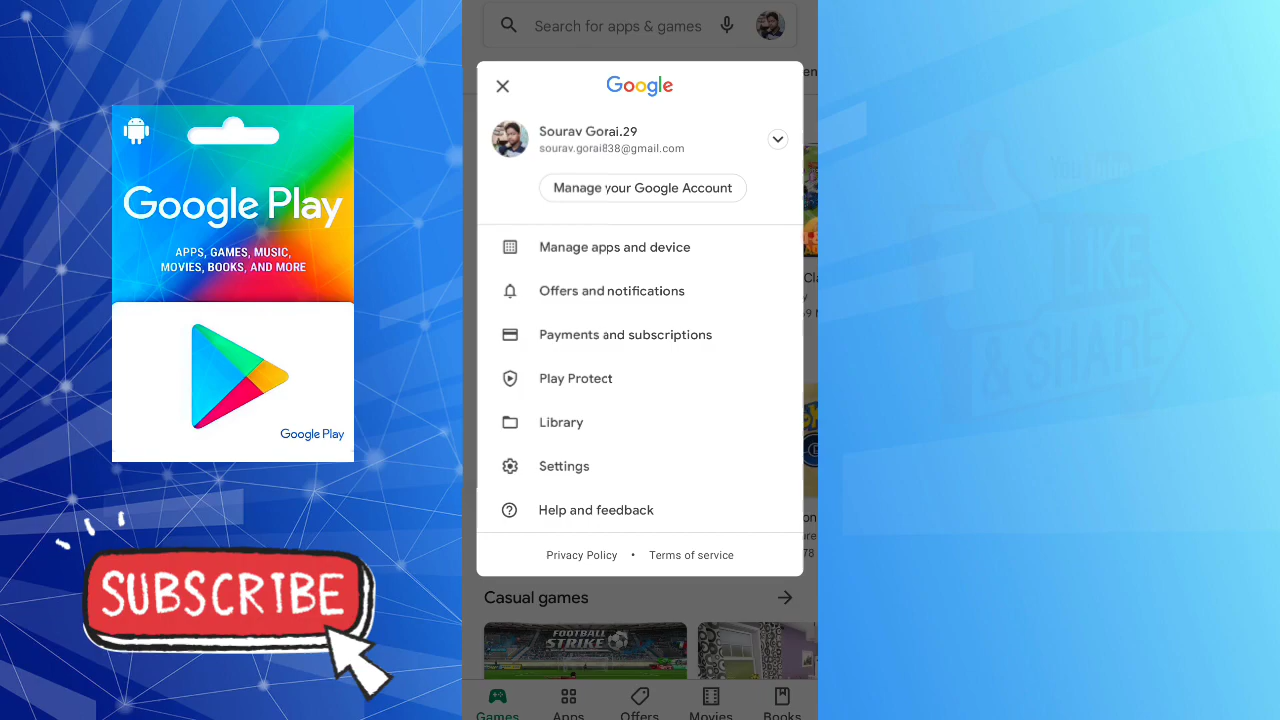 Google Play
APPS, GAMES, MUSIC,
MOVIES, BOOKS, AND MORE
Google Play
SUBSCRIBE
Search for apps & games
Google
Sourav Gorai.29
sourav.gorai838@gmail.com
Manage your Google Account
Manage apps and device
Offers and notifications
Payments and subscriptions
Play Protect
Library
Settings
Help and feedback
Privacy Policy • Terms of service
Casual games
FOOTBALL
STRIKE
Games Apps Offers Movies Books
LIKE
& SHARE